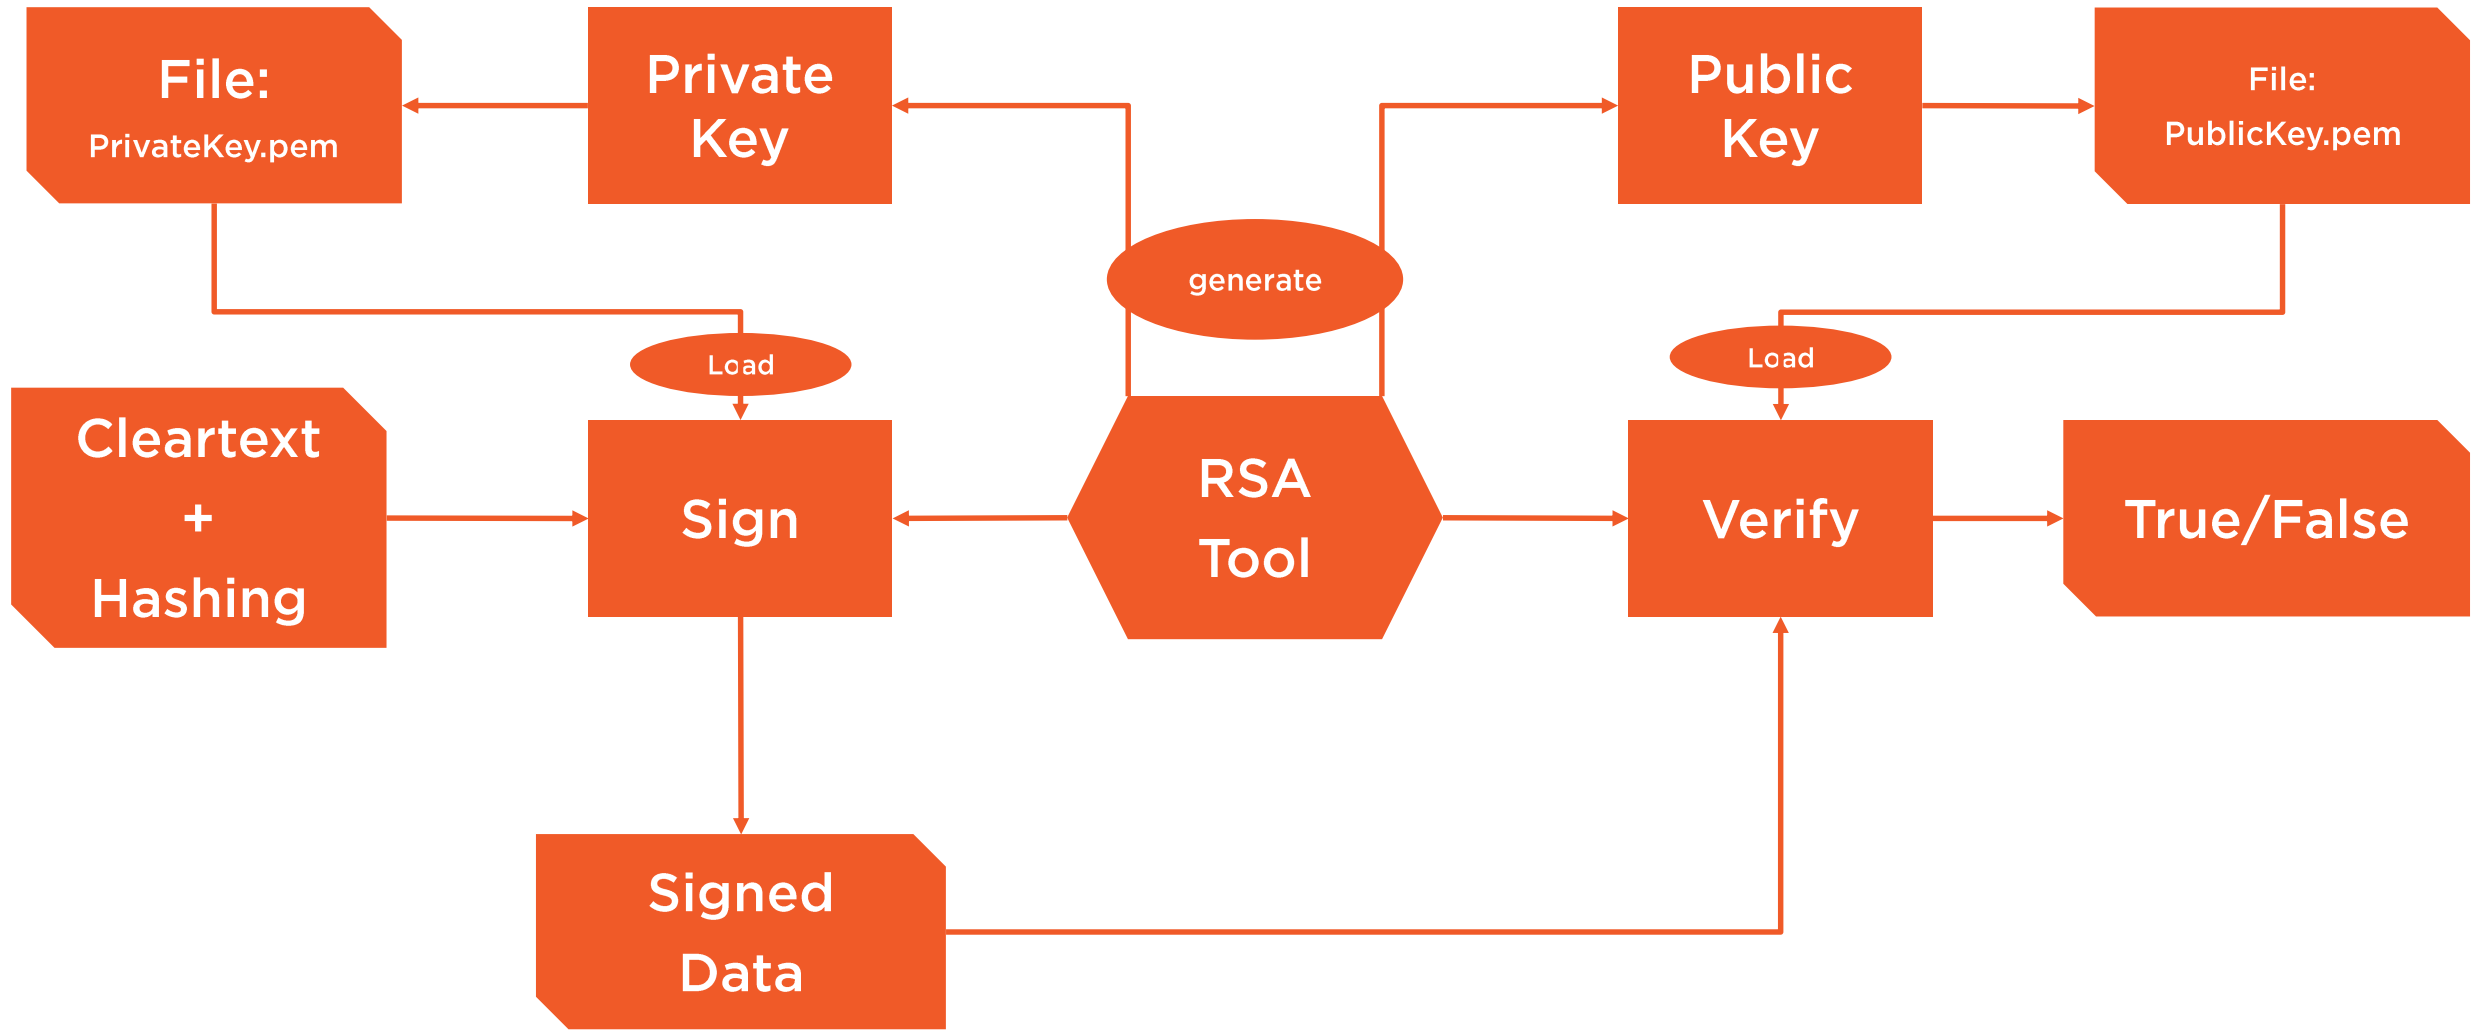 File:
PrivateKey.pem
Private
Key
Public
Key
File:
PublicKey.pem
generate
Load
Load
Cleartext
+
Hashing
Sign
RSA
Tool
Verify
True/False
Signed
Data